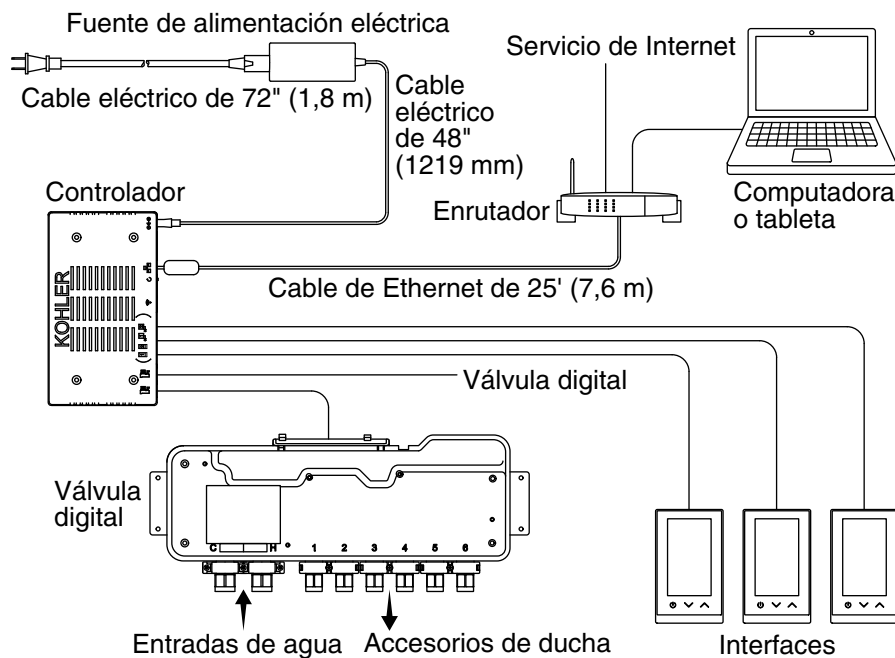 Fuente de alimentación eléctrica
Cable eléctrico de 72" (1,8 m)
Cable
eléctrico
de 48"
(1219 mm)
Servicio de Internet
Controlador
Enrutador
Computadora
o tableta
KOHLER
Cable de Ethernet de 25' (7,6 m)
Válvula digital
Válvula
digital
C H 1 2 3 4 5 6
Entradas de agua
Accesorios de ducha
Interfaces